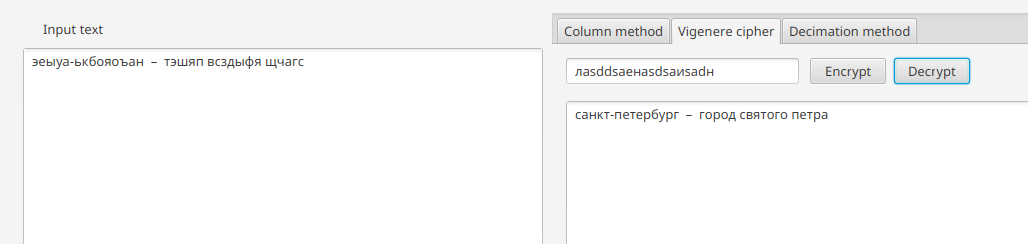 Input text
Column method Vigenere cipher Decimation method
эеыуа-ькбояоъан – тэшяп всздыфя щчагс
лasddsaенasdsaиsadн Encrypt Decrypt
санкт-петербург – город святого петра